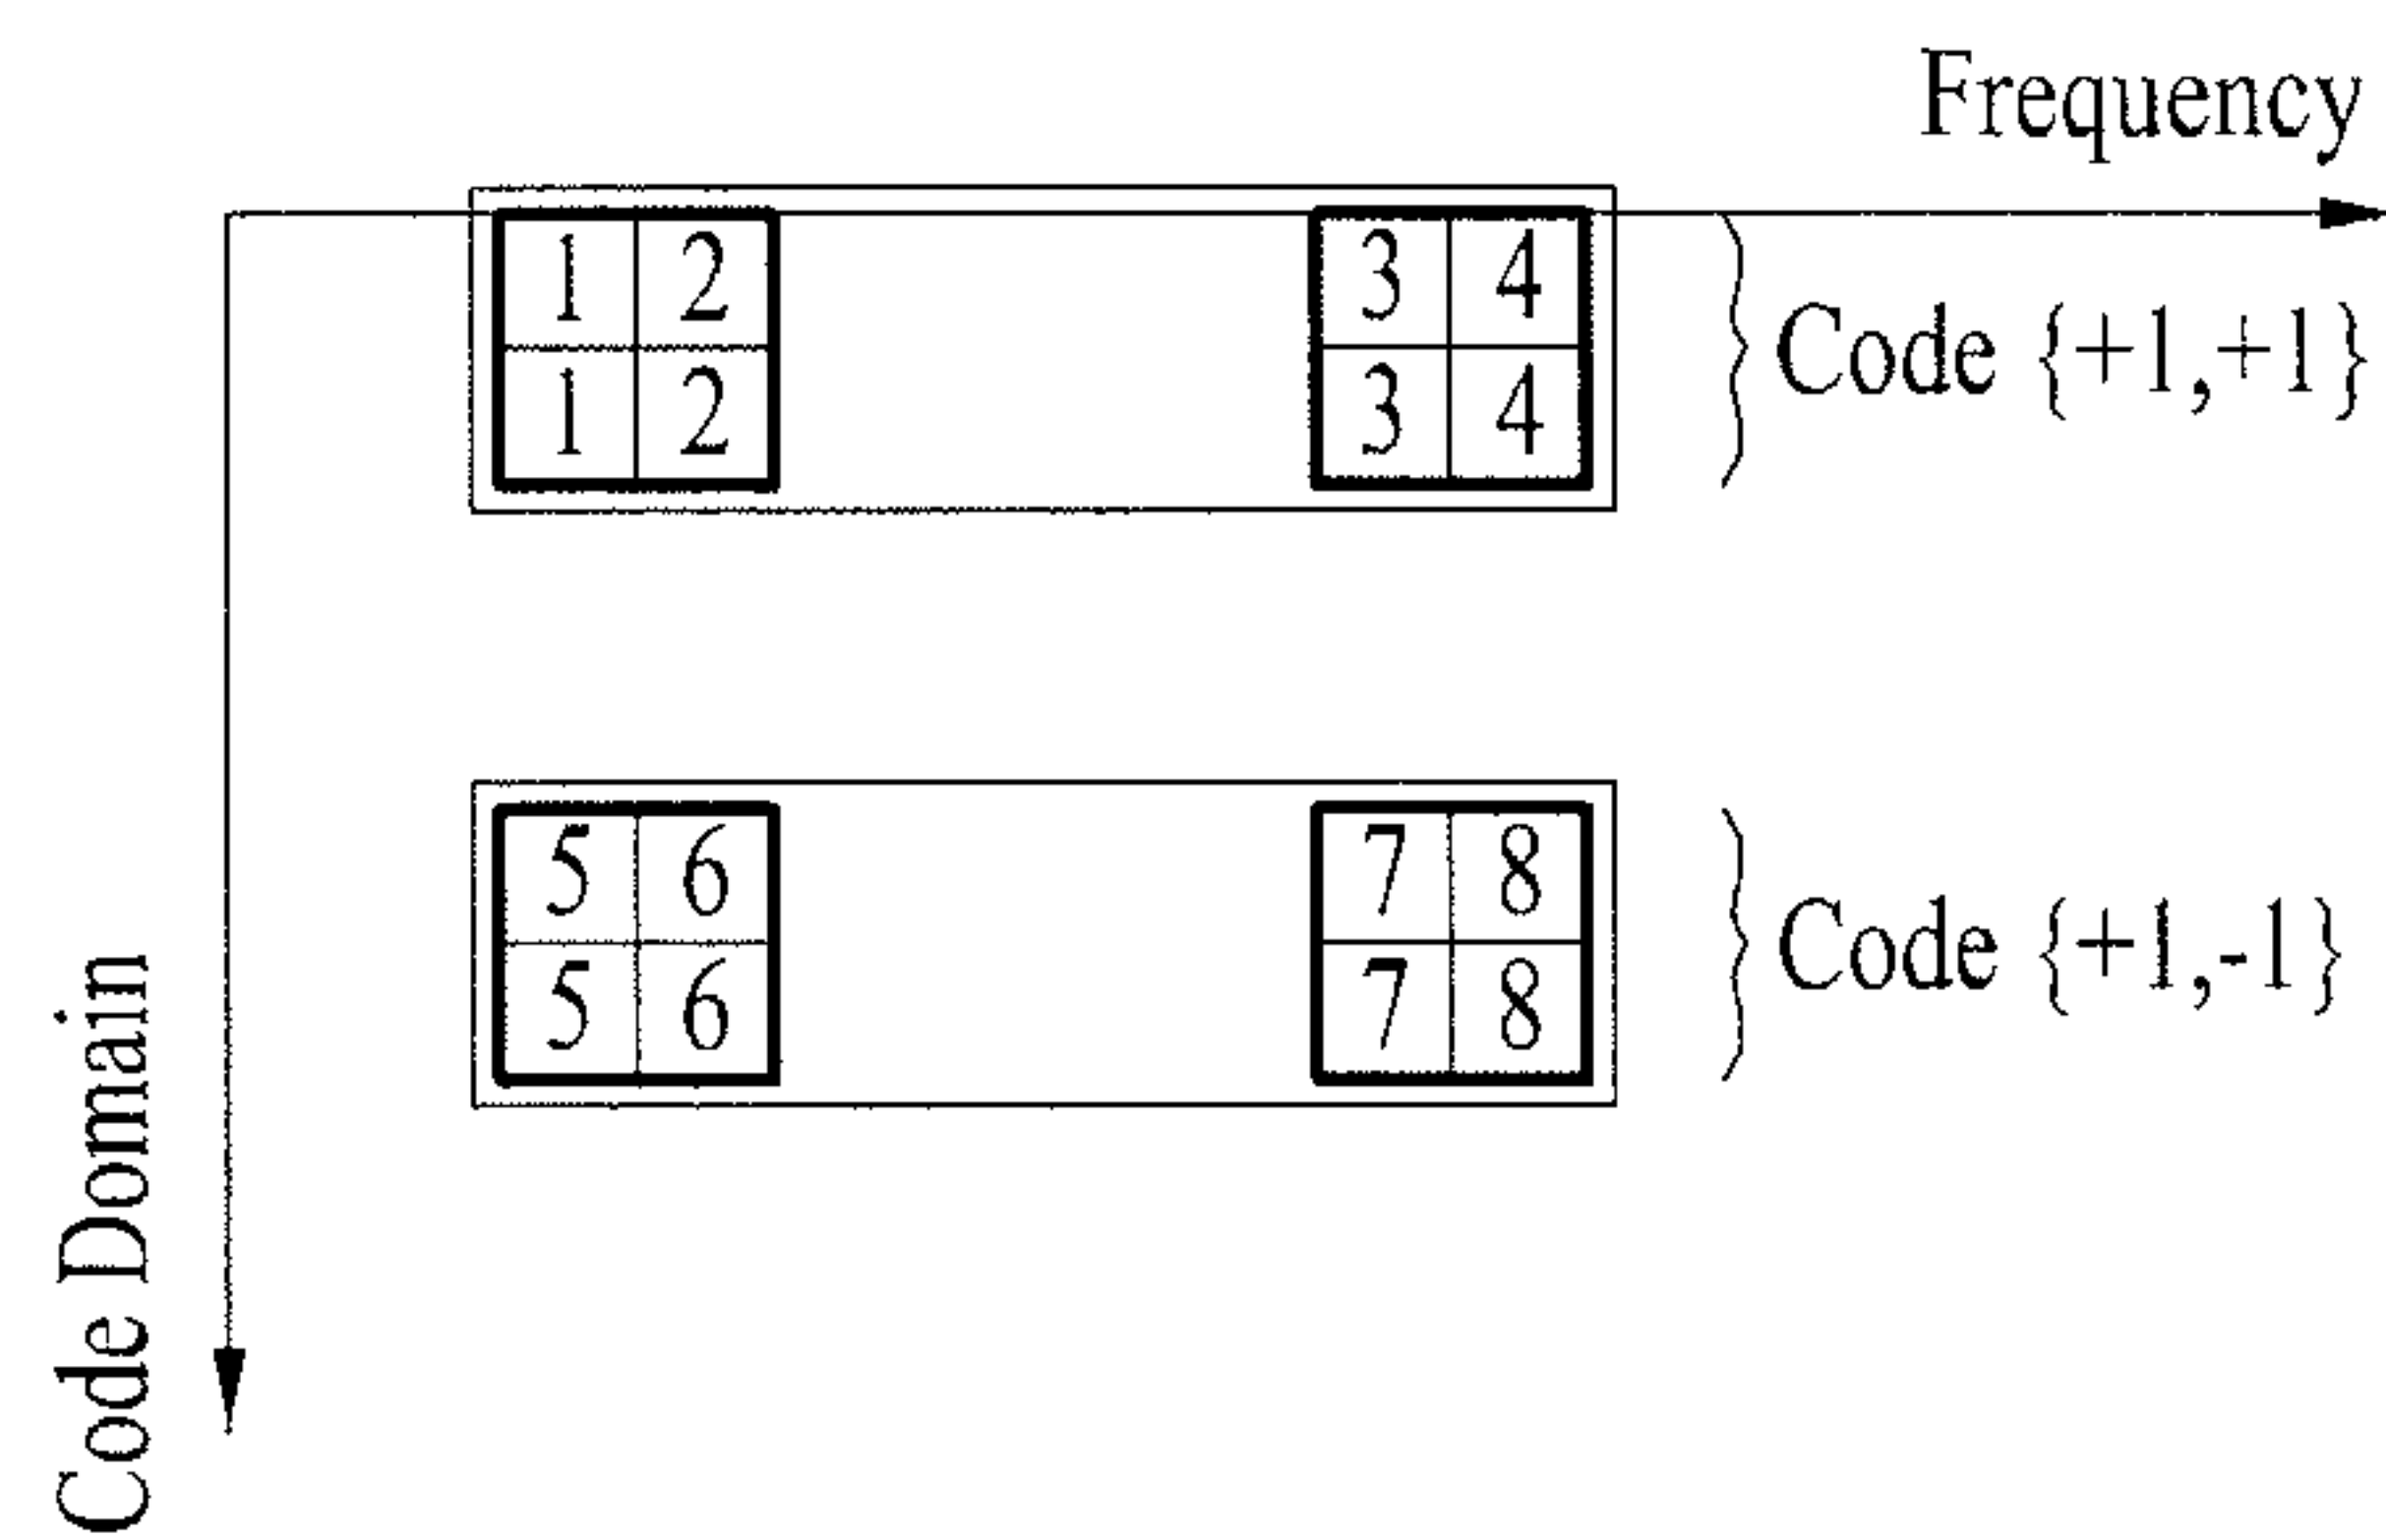 Frequency
1 2 3 4
1 2 3 4
Code {+1,+1}
5 6 7 8
5 6 7 8
Code {+1,-1}
Code Domain